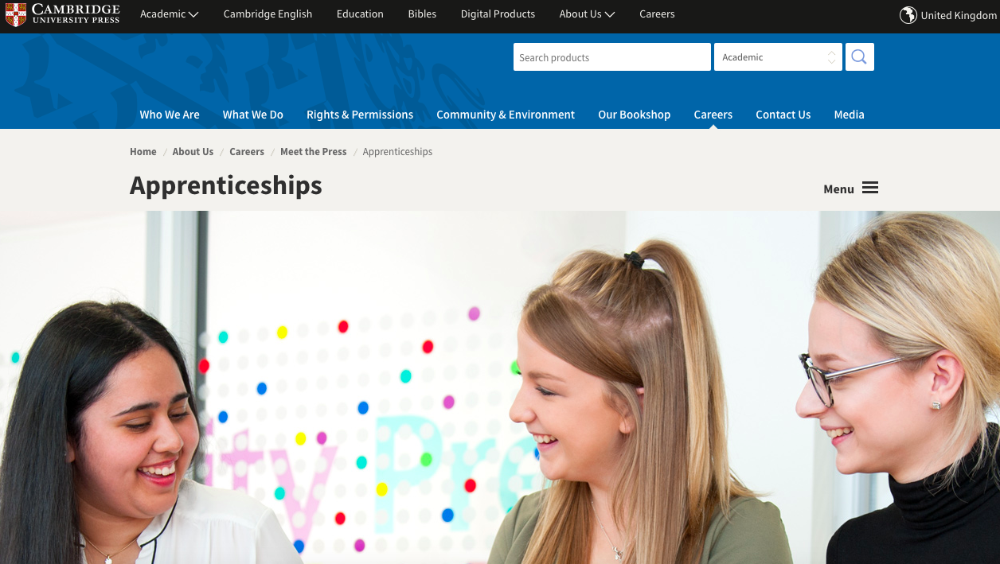 CAMBRIDGE
UNIVERSITY PRESS
Academic
Cambridge English
Education
Bibles
Digital Products
About Us
Careers
United Kingdom
Search products
Academic
Who We Are
What We Do
Rights & Permissions
Community & Environment
Our Bookshop
Careers
Contact Us
Media
Home / About Us / Careers / Meet the Press / Apprenticeships
Apprenticeships
Menu
ity Pre